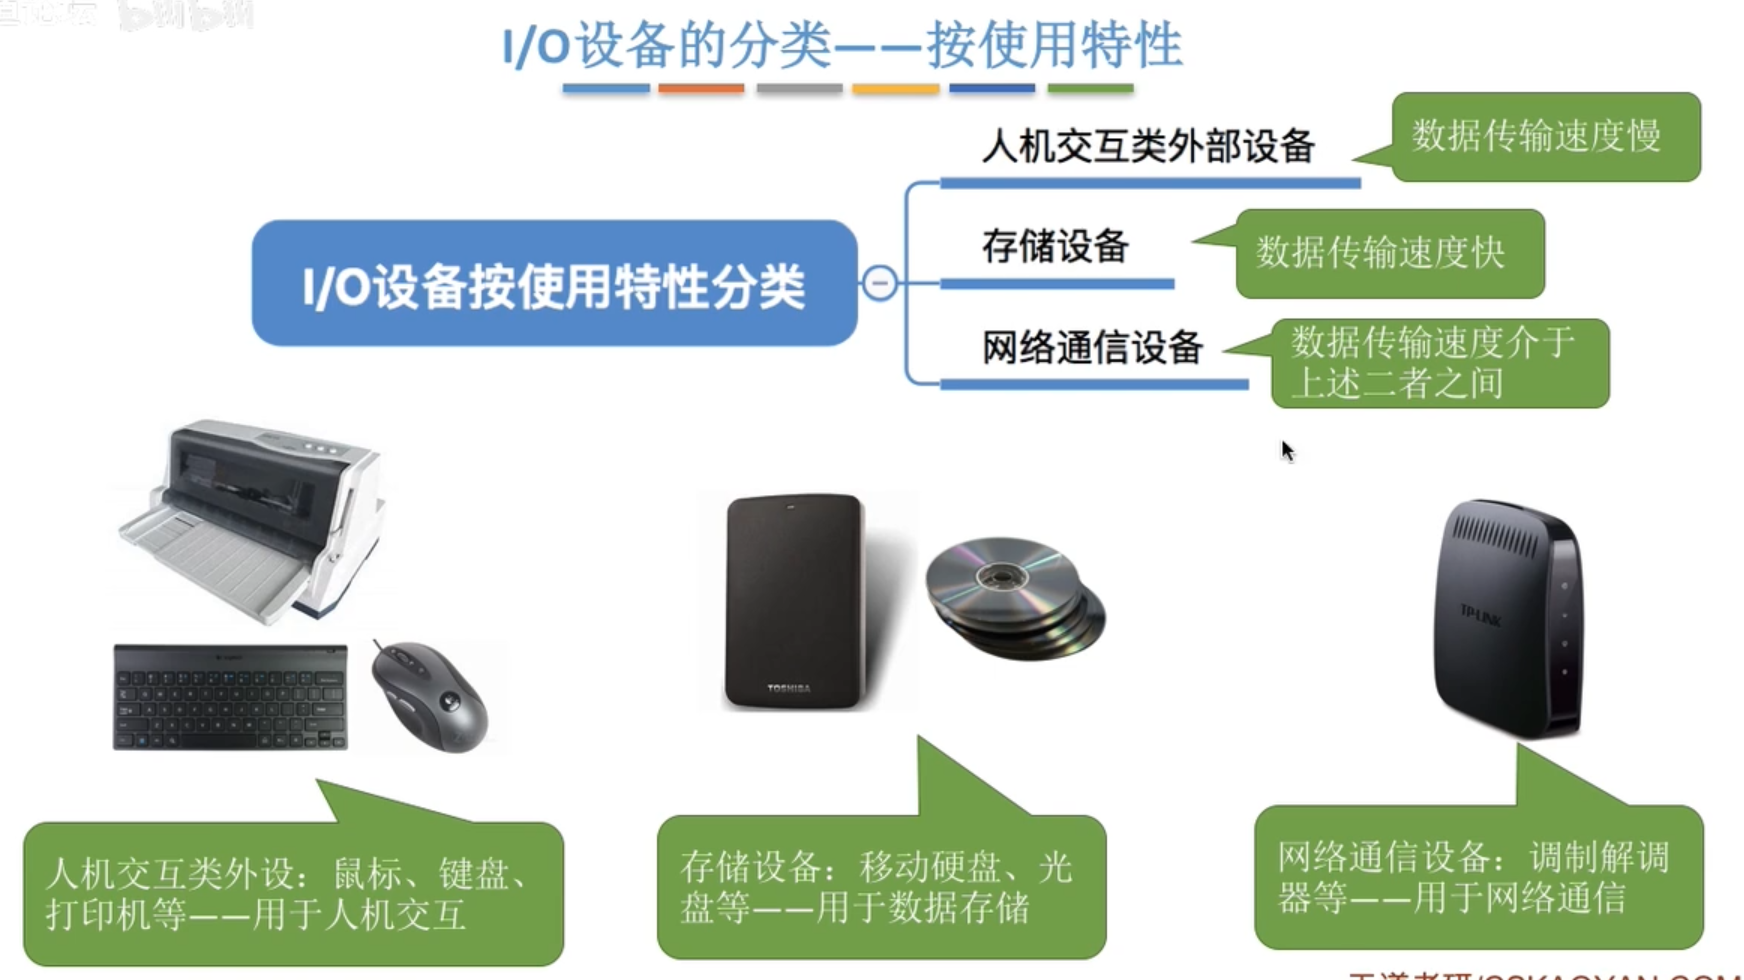 I/O设备的分类——按使用特性
人机交互类外部设备
数据传输速度慢
存储设备
数据传输速度快
I/O设备按使用特性分类
网络通信设备
数据传输速度介于
上述二者之间
TOSHIBA
TP-LINK
人机交互类外设：鼠标、键盘、
打印机等——用于人机交互
存储设备：移动硬盘、光
盘等——用于数据存储
网络通信设备：调制解调
器等——用于网络通信